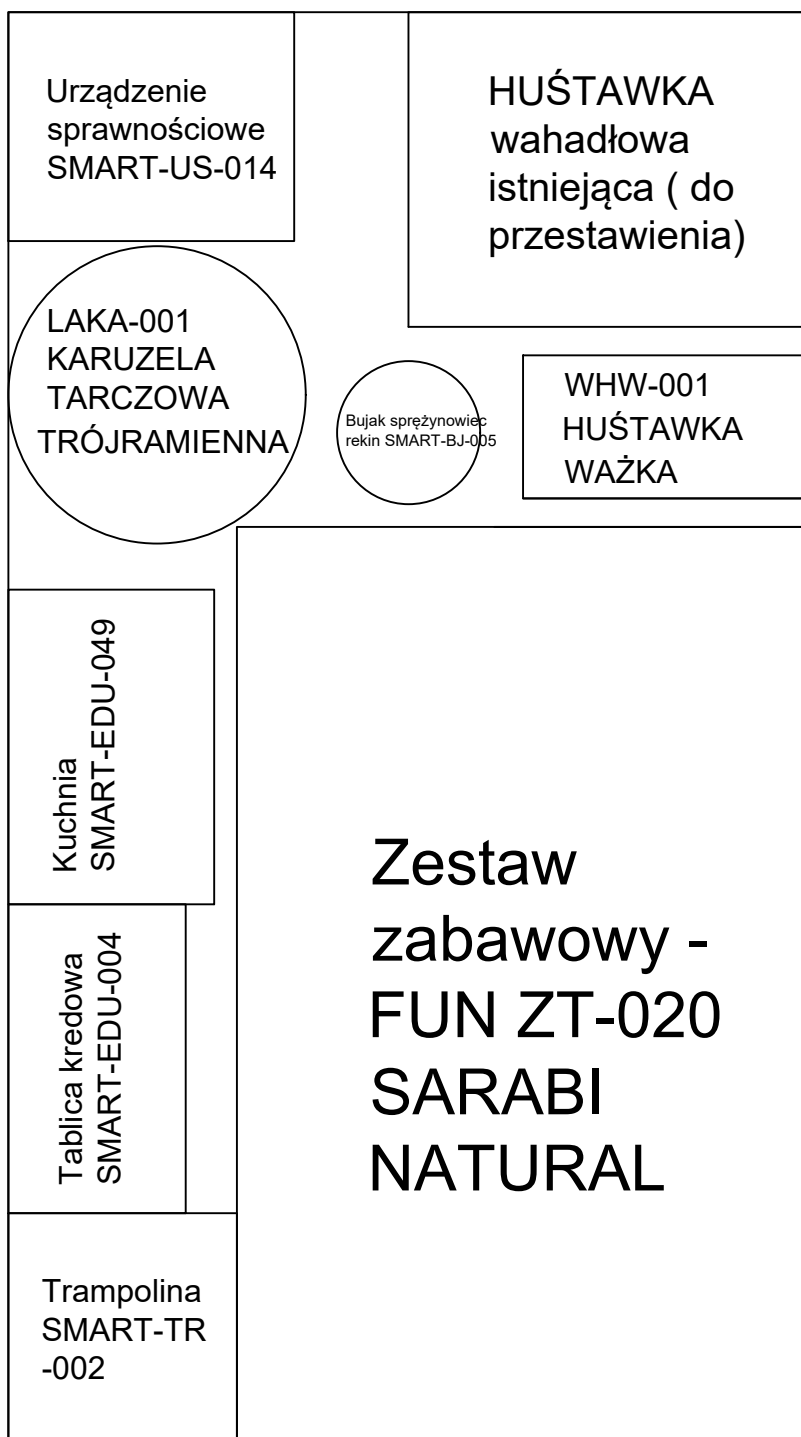 Urządzenie
sprawnościowe
SMART-US-014
HUŚTAWKA
wahadłowa
istniejąca ( do
przestawienia)
LAKA-001
KARUZELA
TARCZOWA
TRÓJRAMIENNA
Bujak sprężynowiec
rekin SMART-BJ-005
WHW-001
HUŚTAWKA
WAŻKA
Kuchnia
SMART-EDU-049
Tablica kredowa
SMART-EDU-004
Zestaw
zabawowy -
FUN ZT-020
SARABI
NATURAL
Trampolina
SMART-TR
-002